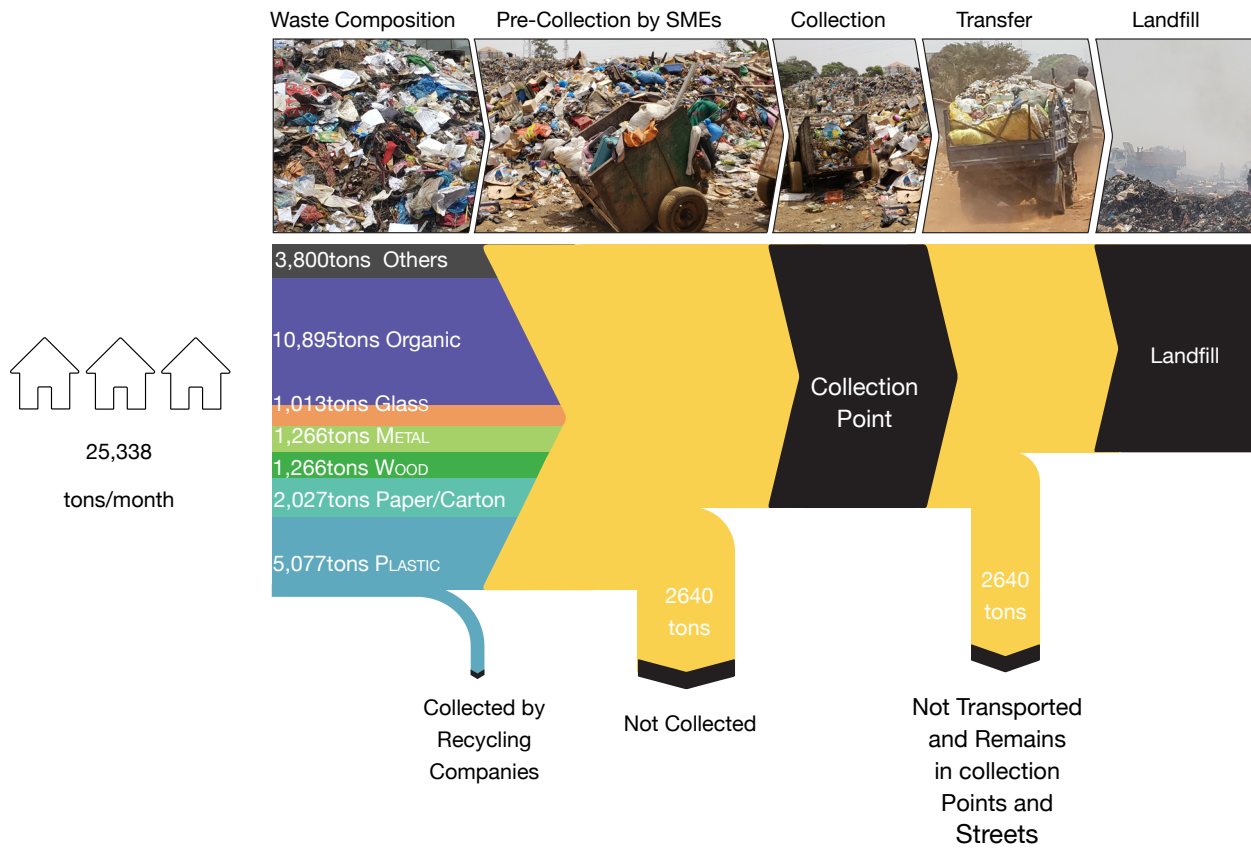 Waste Composition
Pre-Collection by SMEs
Collection
Transfer
Landfill
3,800tons Others
10,895tons Organic
1,013tons Glass
1,266tons METAL
1,266tons WOOD
2,027tons Paper/Carton
5,077tons PLASTIC
25,338
tons/month
Collection
Point
Landfill
2640
tons
2640
tons
Collected by
Recycling
Companies
Not Collected
Not Transported
and Remains
in collection
Points and
Streets